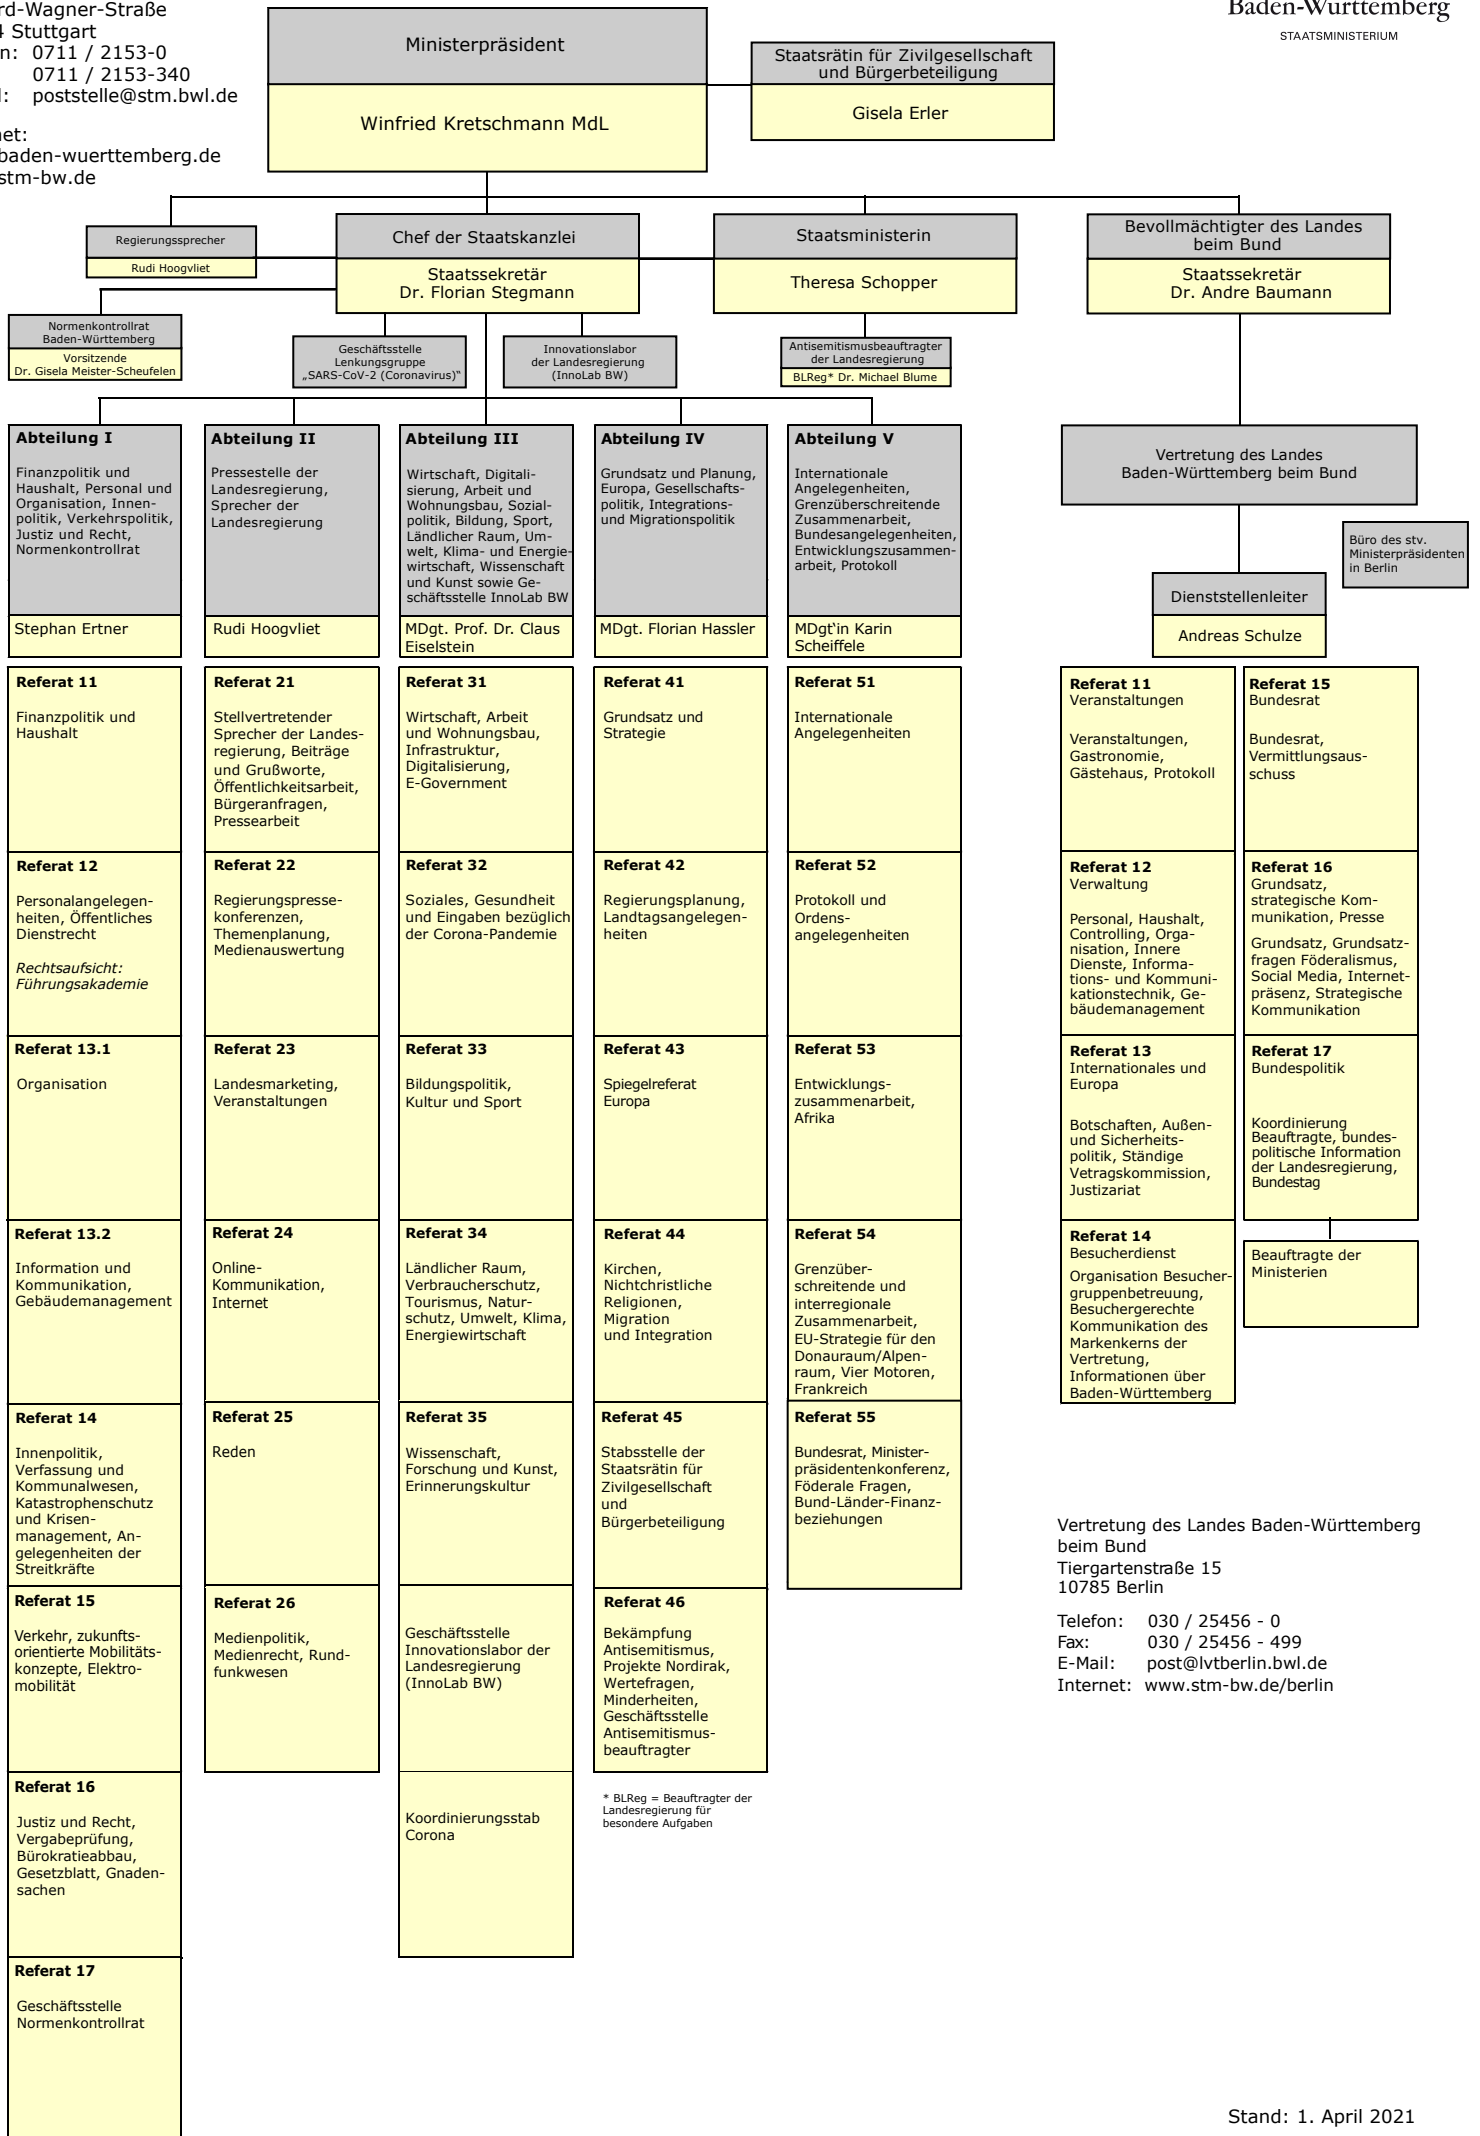 rd-Wagner-Straße
4 Stuttgart
n: 0711 / 2153-0
0711 / 2153-340
l: poststelle@stm.bwl.de
net:
baden-wuerttemberg.de
stm-bw.de
Baden-Württemberg
STAATSMINISTERIUM
Ministerpräsident
Winfried Kretschmann MdL
Staatsrätin für Zivilgesellschaft
und Bürgerbeteiligung
Gisela Erler
Regierungssprecher
Rudi Hoogvliet
Chef der Staatskanzlei
Staatssekretär
Dr. Florian Stegmann
Staatsministerin
Theresa Schopper
Bevollmächtigter des Landes
beim Bund
Staatssekretär
Dr. Andre Baumann
Normenkontrollrat
Baden-Württemberg
Vorsitzende
Dr. Gisela Meister-Scheufelen
Geschäftsstelle
Lenkungsgruppe
„SARS-CoV-2 (Coronavirus)“
Innovationslabor
der Landesregierung
(InnoLab BW)
Antisemitismusbeauftragter
der Landesregierung
BLReg* Dr. Michael Blume
Abteilung I
Finanzpolitik und
Haushalt, Personal und
Organisation, Innen-
politik, Verkehrspolitik,
Justiz und Recht,
Normenkontrollrat
Stephan Ertner
Abteilung II
Pressestelle der
Landesregierung,
Sprecher der
Landesregierung
Rudi Hoogvliet
Abteilung III
Wirtschaft, Digitali-
sierung, Arbeit und
Wohnungsbau, Sozial-
politik, Bildung, Sport,
Ländlicher Raum, Um-
welt, Klima- und Energie-
wirtschaft, Wissenschaft
und Kunst sowie Ge-
schäftsstelle InnoLab BW
MDgt. Prof. Dr. Claus
Eiselstein
Abteilung IV
Grundsatz und Planung,
Europa, Gesellschafts-
politik, Integrations-
und Migrationspolitik
MDgt. Florian Hassler
Abteilung V
Internationale
Angelegenheiten,
Grenzüberschreitende
Zusammenarbeit,
Bundesangelegenheiten,
Entwicklungszusammen-
arbeit, Protokoll
MDgt‘in Karin
Scheiffele
Vertretung des Landes
Baden-Württemberg beim Bund
Büro des stv.
Ministerpräsidenten
in Berlin
Dienststellenleiter
Andreas Schulze
Referat 11
Finanzpolitik und
Haushalt
Referat 12
Personalangelegen-
heiten, Öffentliches
Dienstrecht
Rechtsaufsicht:
Führungsakademie
Referat 13.1
Organisation
Referat 13.2
Information und
Kommunikation,
Gebäudemanagement
Referat 14
Innenpolitik,
Verfassung und
Kommunalwesen,
Katastrophenschutz
und Krisen-
management, An-
gelegenheiten der
Streitkräfte
Referat 15
Verkehr, zukunfts-
orientierte Mobilitäts-
konzepte, Elektro-
mobilität
Referat 16
Justiz und Recht,
Vergabeprüfung,
Bürokratieabbau,
Gesetzblatt, Gnaden-
sachen
Referat 17
Geschäftsstelle
Normenkontrollrat
Referat 21
Stellvertretender
Sprecher der Landes-
regierung, Beiträge
und Grußworte,
Öffentlichkeitsarbeit,
Bürgeranfragen,
Pressearbeit
Referat 22
Regierungspresse-
konferenzen,
Themenplanung,
Medienauswertung
Referat 23
Landesmarketing,
Veranstaltungen
Referat 24
Online-
Kommunikation,
Internet
Referat 25
Reden
Referat 26
Medienpolitik,
Medienrecht, Rund-
funkwesen
Referat 31
Wirtschaft, Arbeit
und Wohnungsbau,
Infrastruktur,
Digitalisierung,
E-Government
Referat 32
Soziales, Gesundheit
und Eingaben bezüglich
der Corona-Pandemie
Referat 33
Bildungspolitik,
Kultur und Sport
Referat 34
Ländlicher Raum,
Verbraucherschutz,
Tourismus, Natur-
schutz, Umwelt, Klima,
Energiewirtschaft
Referat 35
Wissenschaft,
Forschung und Kunst,
Erinnerungskultur
Geschäftsstelle
Innovationslabor der
Landesregierung
(InnoLab BW)
Koordinierungsstab
Corona
Referat 41
Grundsatz und
Strategie
Referat 42
Regierungsplanung,
Landtagsangelegen-
heiten
Referat 43
Spiegelreferat
Europa
Referat 44
Kirchen,
Nichtchristliche
Religionen,
Migration
und Integration
Referat 45
Stabsstelle der
Staatsrätin für
Zivilgesellschaft
und
Bürgerbeteiligung
Referat 46
Bekämpfung
Antisemitismus,
Projekte Nordirak,
Wertefragen,
Minderheiten,
Geschäftsstelle
Antisemitismus-
beauftragter
* BLReg = Beauftragter der
Landesregierung für
besondere Aufgaben
Referat 51
Internationale
Angelegenheiten
Referat 52
Protokoll und
Ordens-
angelegenheiten
Referat 53
Entwicklungs-
zusammenarbeit,
Afrika
Referat 54
Grenzüber-
schreitende und
interregionale
Zusammenarbeit,
EU-Strategie für den
Donauraum/Alpen-
raum, Vier Motoren,
Frankreich
Referat 55
Bundesrat, Minister-
präsidentenkonferenz,
Föderale Fragen,
Bund-Länder-Finanz-
beziehungen
Referat 11
Veranstaltungen
Veranstaltungen,
Gastronomie,
Gästehaus, Protokoll
Referat 12
Verwaltung
Personal, Haushalt,
Controlling, Orga-
nisation, Innere
Dienste, Informa-
tions- und Kommuni-
kationstechnik, Ge-
bäudemanagement
Referat 13
Internationales und
Europa
Botschaften, Außen-
und Sicherheits-
politik, Ständige
Vetragskommission,
Justizariat
Referat 14
Besucherdienst
Organisation Besucher-
gruppenbetreuung,
Besuchergerechte
Kommunikation des
Markenkerns der
Vertretung,
Informationen über
Baden-Württemberg
Referat 15
Bundesrat
Bundesrat,
Vermittlungsaus-
schuss
Referat 16
Grundsatz,
strategische Kom-
munikation, Presse
Grundsatz, Grundsatz-
fragen Föderalismus,
Social Media, Internet-
präsenz, Strategische
Kommunikation
Referat 17
Bundespolitik
Koordinierung
Beauftragte, bundes-
politische Information
der Landesregierung,
Bundestag
Beauftragte der
Ministerien
Vertretung des Landes Baden-Württemberg
beim Bund
Tiergartenstraße 15
10785 Berlin
Telefon: 030 / 25456 - 0
Fax: 030 / 25456 - 499
E-Mail: post@lvtberlin.bwl.de
Internet: www.stm-bw.de/berlin
Stand: 1. April 2021